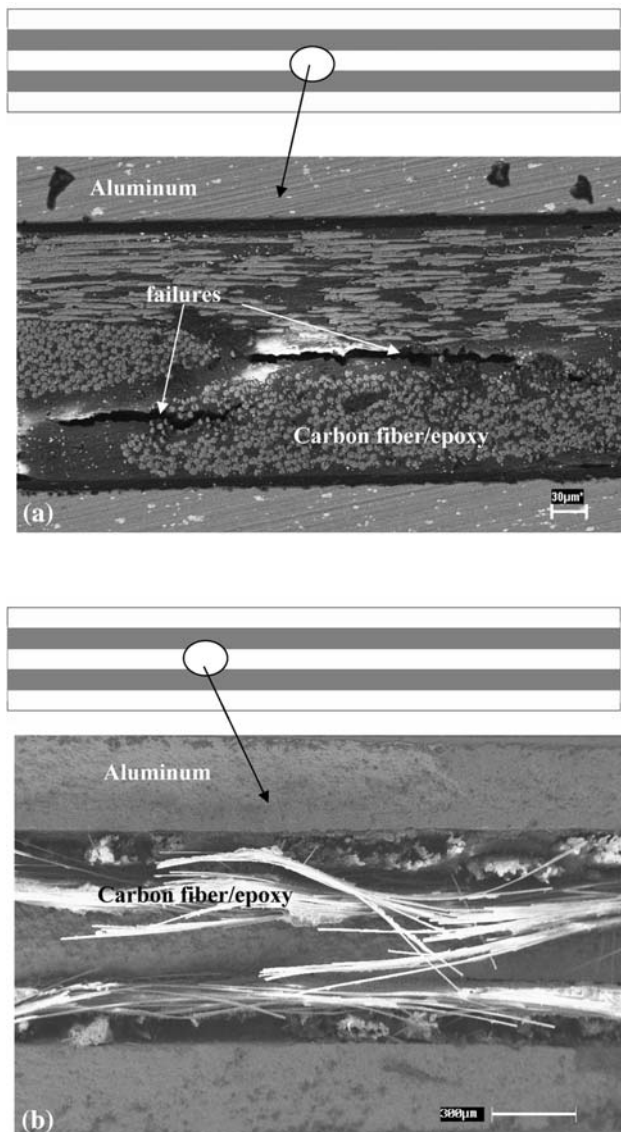 Aluminum
failures
Carbon fiber/epoxy
30μm*
(a)
Aluminum
Carbon fiber/epoxy
300μm
(b)